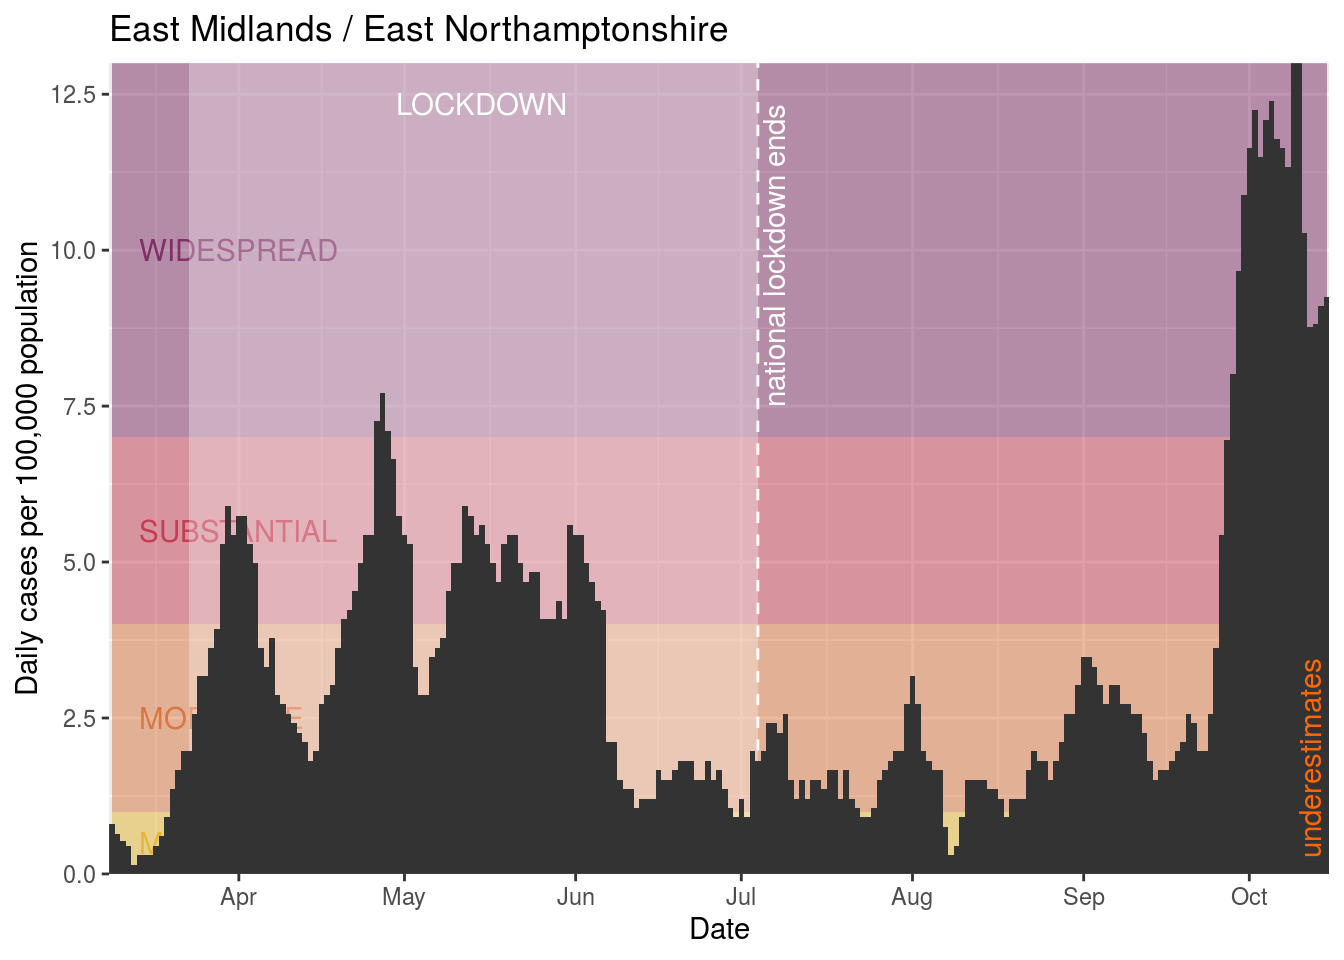 East Midlands / East Northamptonshire
Daily cases per 100,000 population
12.5
10.0
7.5
5.0
2.5
0.0
LOCKDOWN
national lockdown ends
WIDESPREAD
SUBSTANTIAL
underestimates
Apr
May
Jun
Jul
Aug
Sep
Oct
Date